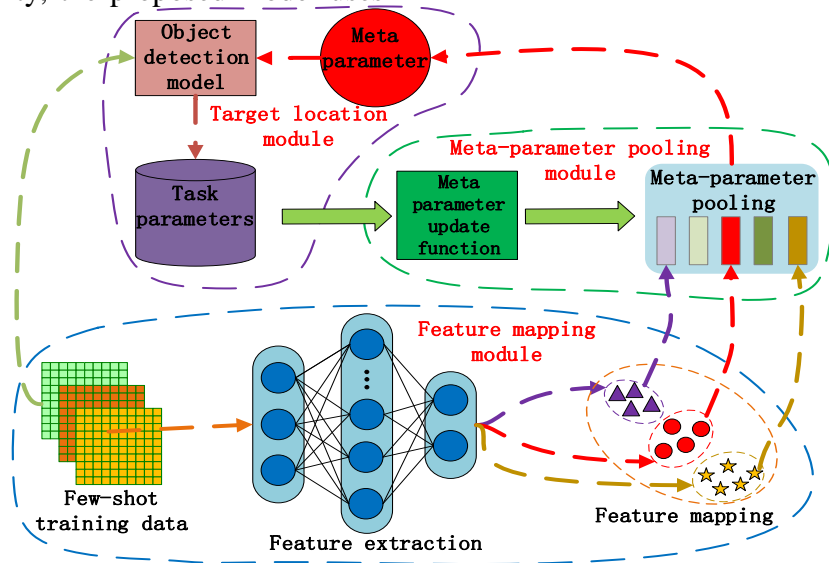 Object
detection
model
Meta
parameter
Target location
module
Meta-parameter pooling
module
Task
parameters
Meta
parameter
update
function
Meta-parameter
pooling
Feature mapping
module
Few-shot
training data
Feature extraction
Feature mapping